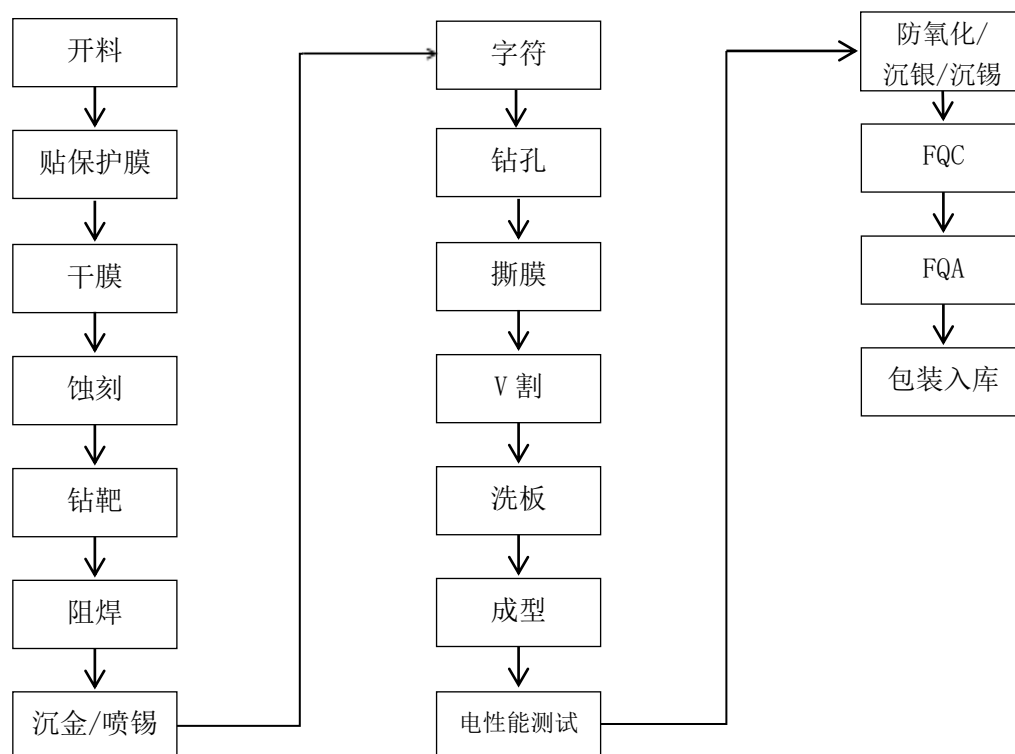 开料
贴保护膜
干膜
蚀刻
钻靶
阻焊
沉金/喷锡
字符
钻孔
撕膜
V 割
洗板
成型
电性能测试
防氧化/
沉银/沉锡
FQC
FQA
包装入库